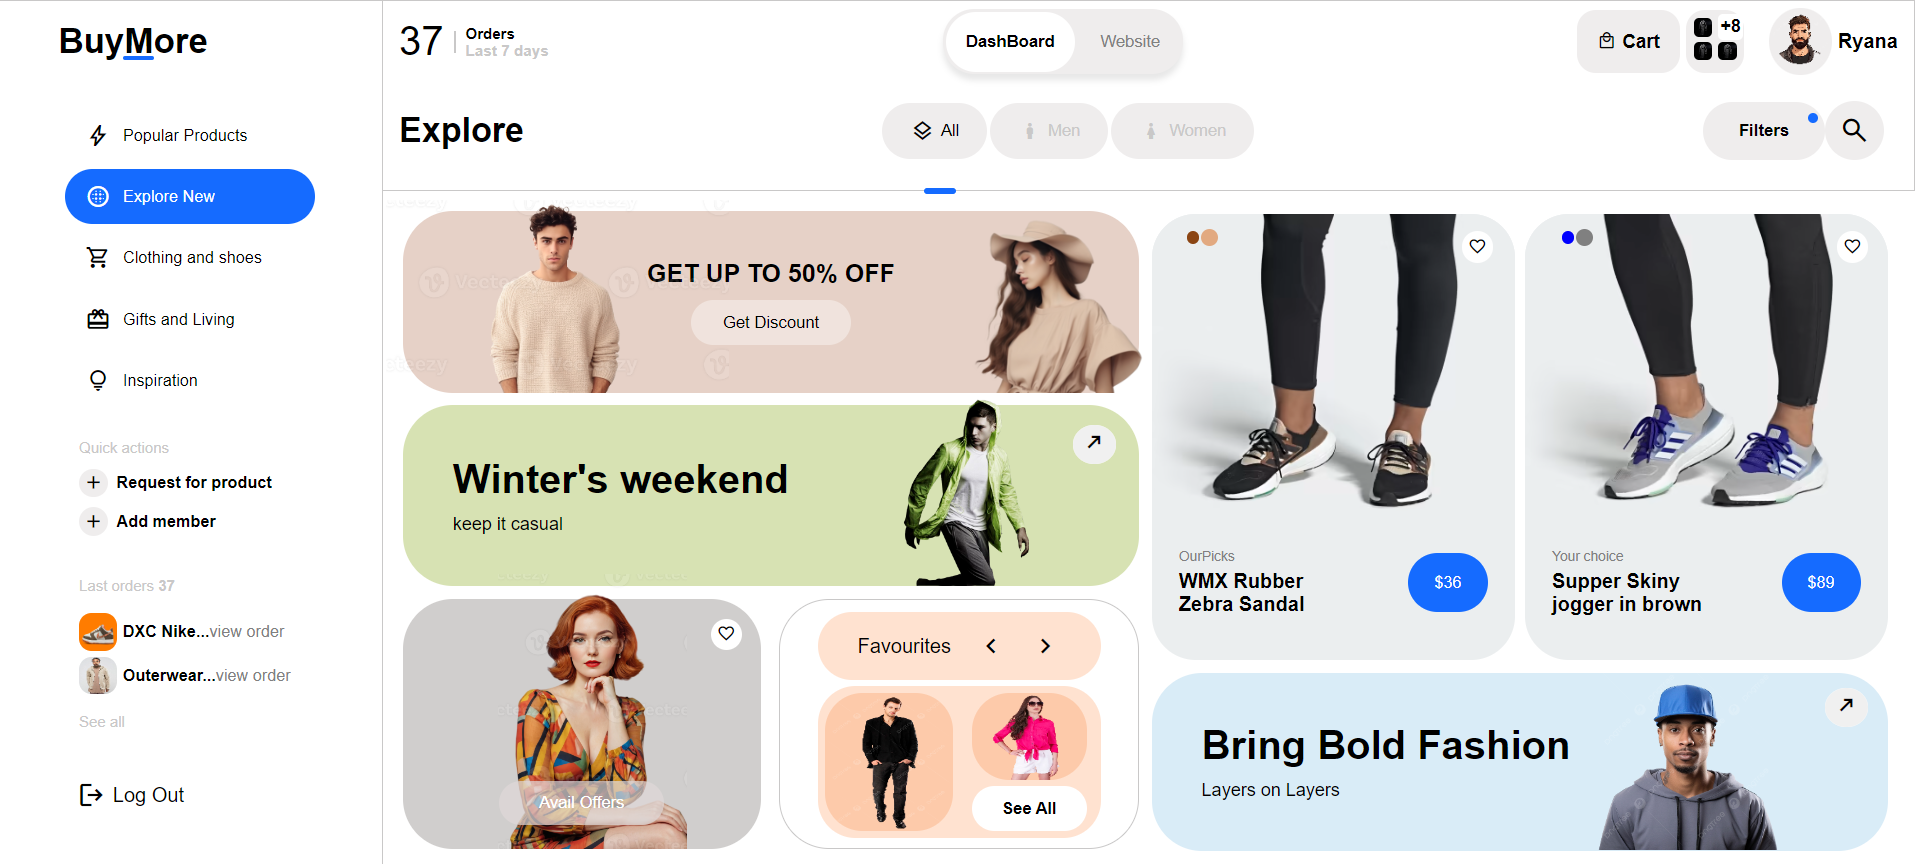 BuyMore
Popular Products
Explore New
Clothing and shoes
Gifts and Living
Inspiration
Quick actions
Request for product
Add member
Last orders 37
DXC Nike...view order
Outerwear...view order
See all
Log Out
37
Orders
Last 7 days
DashBoard
Website
Cart
+8
Ryana
Explore
All
Men
Women
Filters
GET UP TO 50% OFF
Get Discount
Vecteezy
Winter's weekend
keep it casual
Avail Offers
Favourites
See All
OurPicks
WMX Rubber
Zebra Sandal
$36
Your choice
Supper Skiny
jogger in brown
$89
Bring Bold Fashion
Layers on Layers